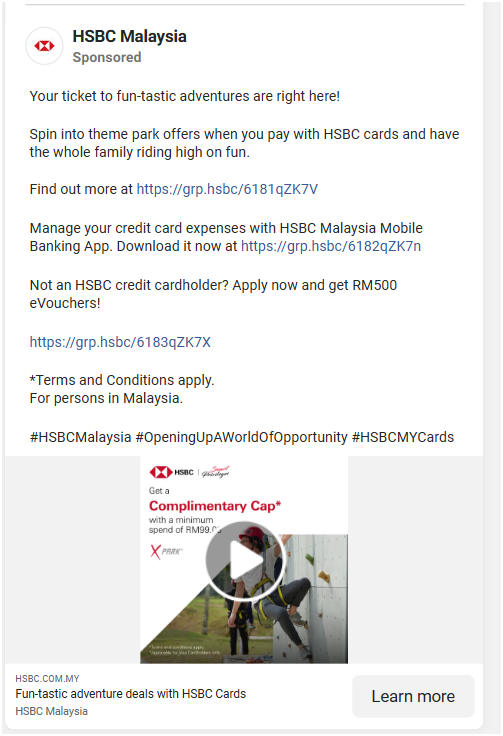 HSBC Malaysia
Sponsored
Your ticket to fun-tastic adventures are right here!
Spin into theme park offers when you pay with HSBC cards and have
the whole family riding high on fun.
Find out more at https://grp.hsbc/6181qZK7V
Manage your credit card expenses with HSBC Malaysia Mobile
Banking App. Download it now at https://grp.hsbc/6182qZK7n
Not an HSBC credit cardholder? Apply now and get RM500
eVouchers!
https://grp.hsbc/6183qZK7X
*Terms and Conditions apply.
For persons in Malaysia.
#HSBCMalaysia #OpeningUpAWorldOfOpportunity #HSBCMYCards
HSBC
Get a
Complimentary Cap*
with a minimum
spend of
X PARK
*Terms and conditions apply.
HSBC.COM.MY
Fun-tastic adventure deals with HSBC Cards
HSBC Malaysia
Learn more